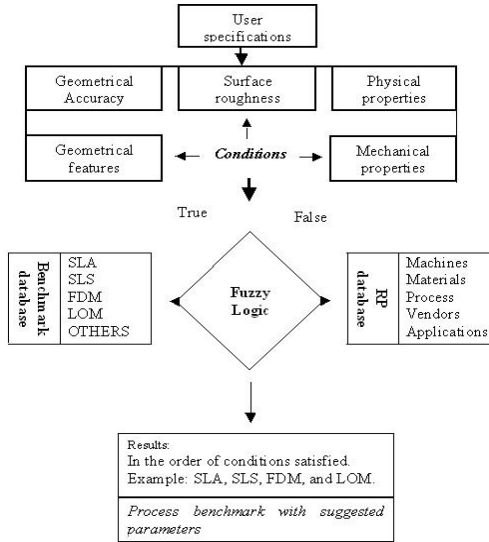 User
specifications
Geometrical
Accuracy
Surface
roughness
Physical
properties
Geometrical
features
Conditions
Mechanical
properties
True
False
Benchmark
database
SLA
SLS
FDM
LOM
OTHERS
Fuzzy
Logic
RP
database
Machines
Materials
Process
Vendors
Applications
Results:
In the order of conditions satisfied.
Example: SLA, SLS, FDM, and LOM.
Process benchmark with suggested
parameters